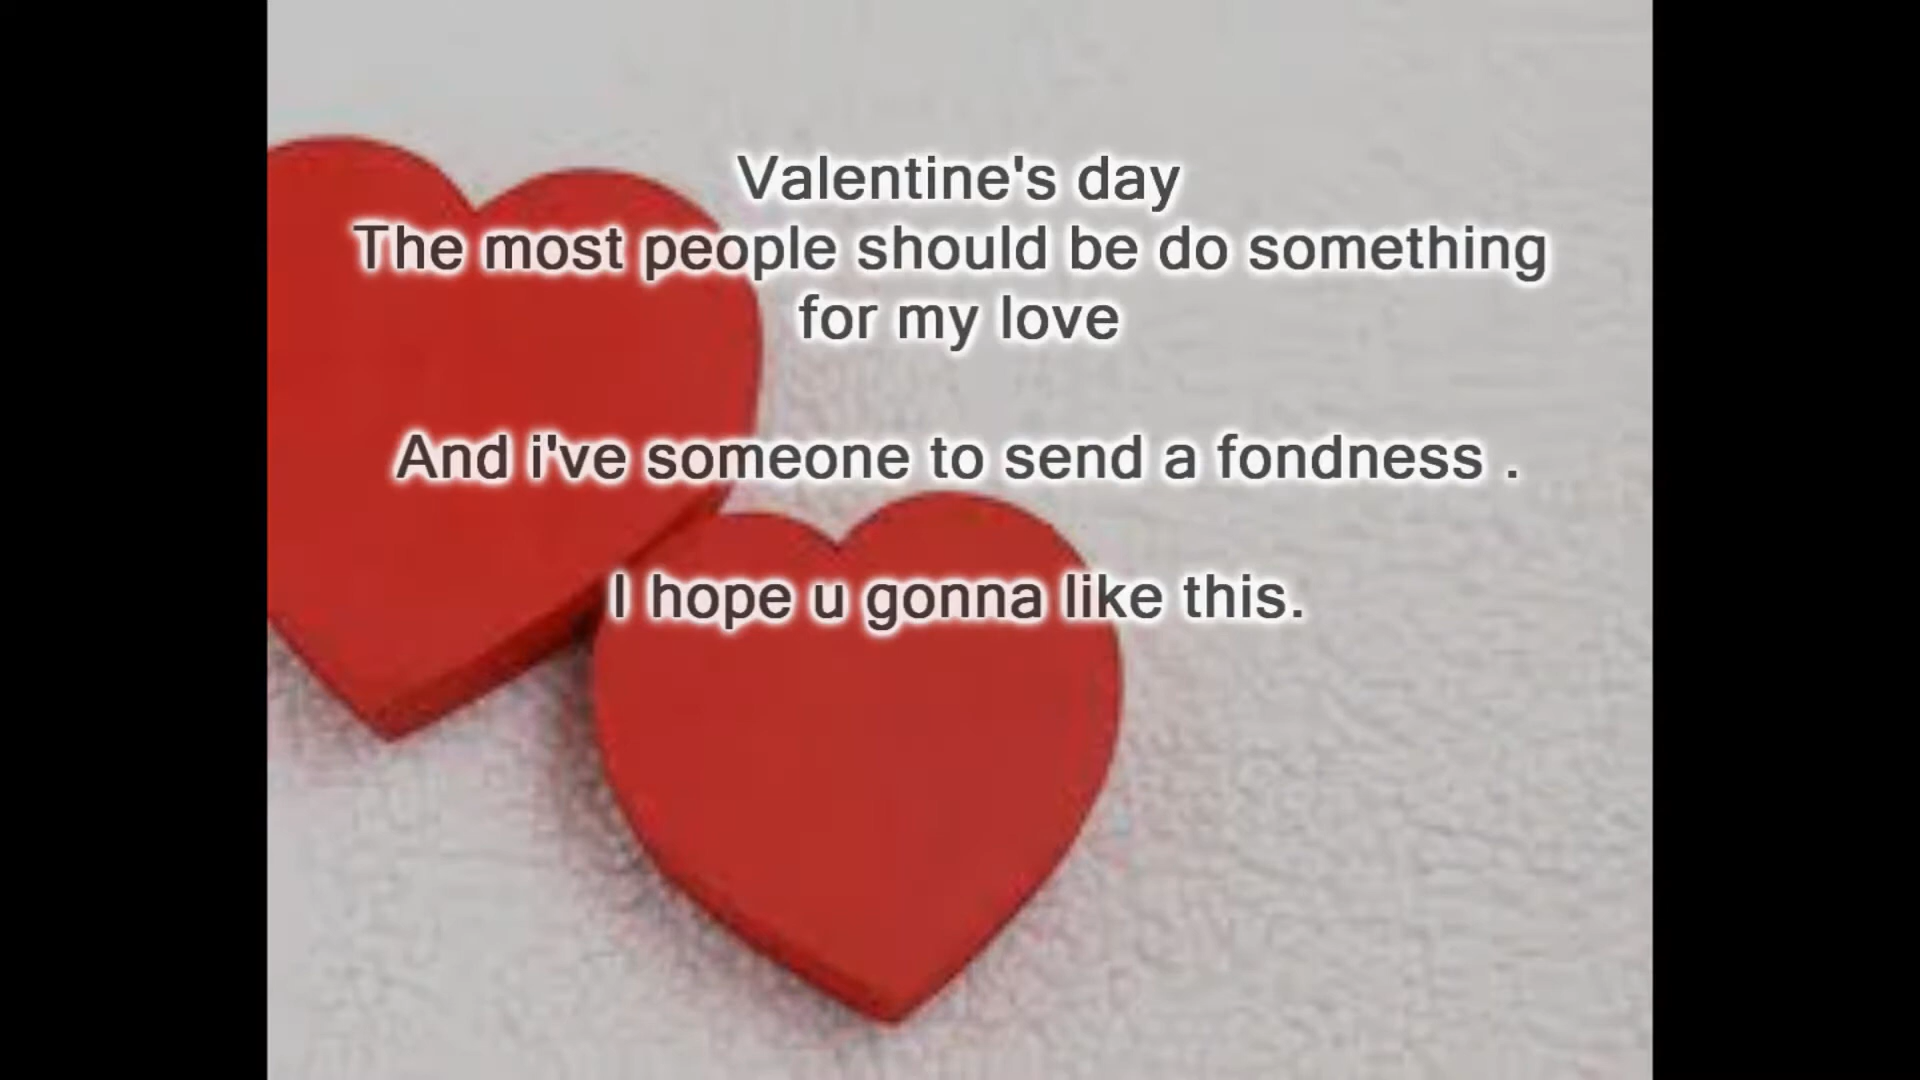 Valentine's day
The most people should be do something
for my love
And i've someone to send a fondness .
I hope u gonna like this.